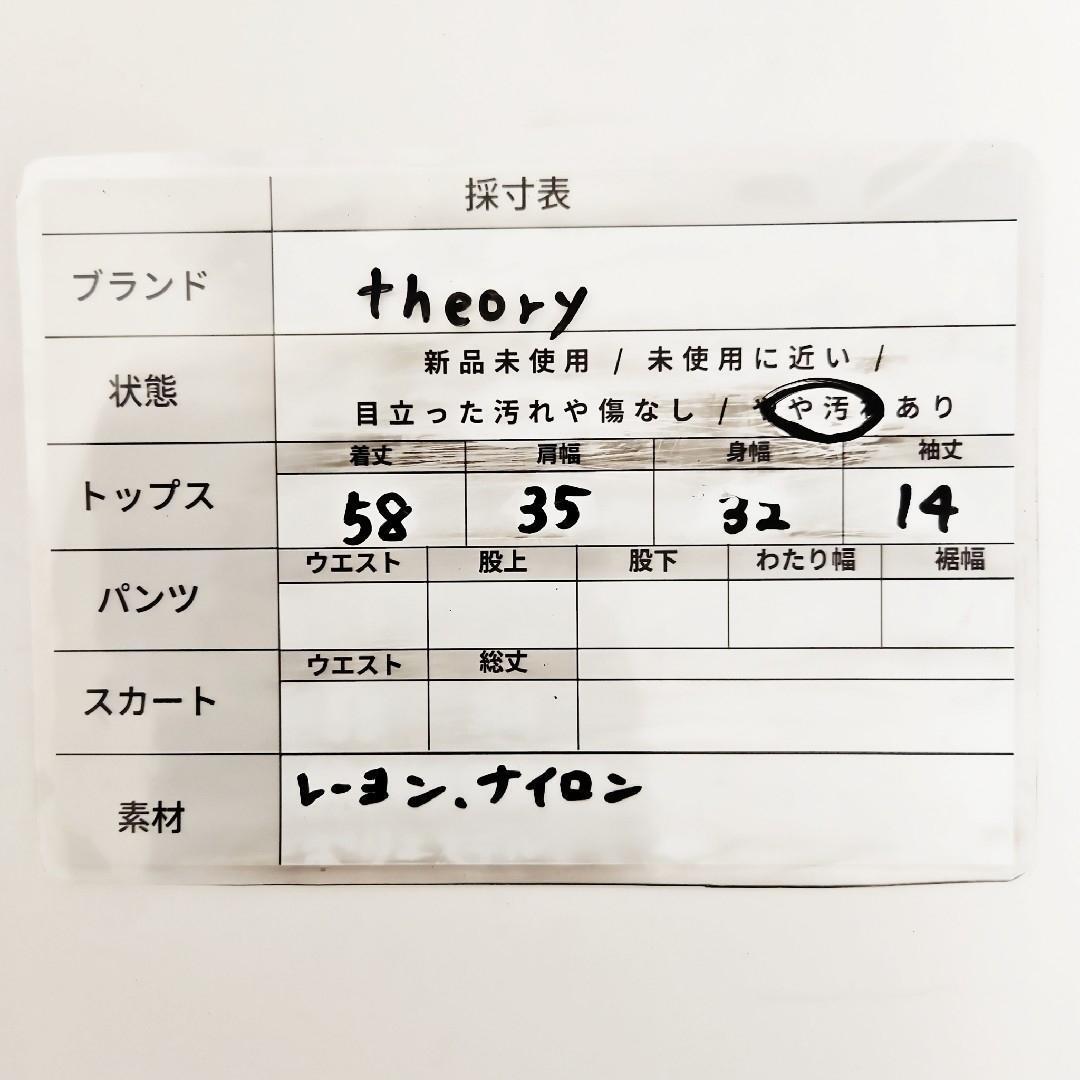 採寸表
ブランド theory
状態 新品未使用 / 未使用に近い /
目立った汚れや傷なし / やや汚れあり
トップス 着丈 肩幅 身幅 袖丈
58 35 32 14
パンツ ウエスト 股上 股下 わたり幅 裾幅
スカート ウエスト 総丈
素材 レーヨン、ナイロン